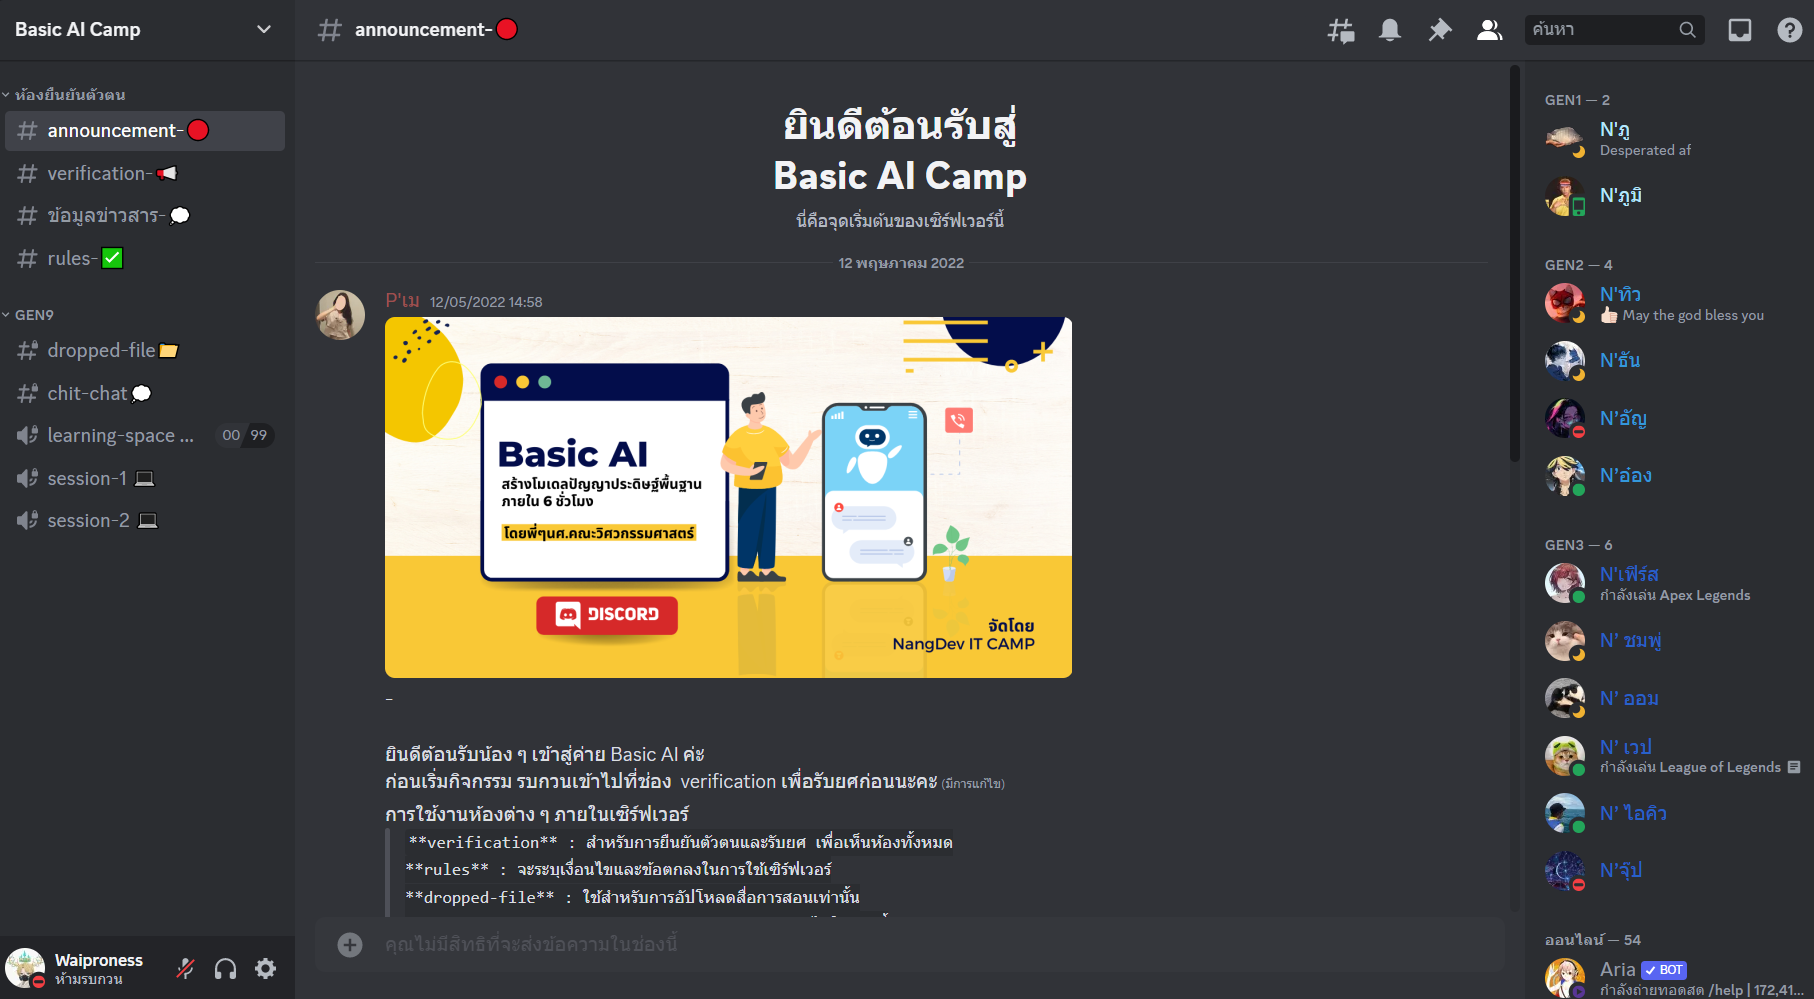 Basic AI Camp
ห้องยืนยันตัวตน
announcement-
verification-
ข้อมูลข่าวสาร-
rules-
GEN9
dropped-file
chit-chat
learning-space ...
00 99
session-1
session-2
Waiproness
ห้ามรบกวน
announcement-
ค้นหา
ยินดีต้อนรับสู่
Basic AI Camp
นี่คือจุดเริ่มต้นของเซิร์ฟเวอร์นี้
12 พฤษภาคม 2022
P'เม 12/05/2022 14:58
Basic AI
สร้างโมเดลปัญญาประดิษฐ์พื้นฐาน
ภายใน 6 ชั่วโมง
โดยพี่ๆนศ.คณะวิศวกรรมศาสตร์
DISCORD
จัดโดย
NangDev IT CAMP
-
ยินดีต้อนรับน้อง ๆ เข้าสู่ค่าย Basic AI ค่ะ
ก่อนเริ่มกิจกรรม รบกวนเข้าไปที่ช่อง verification เพื่อรับยศก่อนนะคะ (มีการแก้ไข)
การใช้งานห้องต่าง ๆ ภายในเซิร์ฟเวอร์
**verification** : สำหรับการยืนยันตัวตนและรับยศ เพื่อเห็นห้องทั้งหมด
**rules** : จะระบุเงื่อนไขและข้อตกลงในการใช้เซิร์ฟเวอร์
**dropped-file** : ใช้สำหรับการอัปโหลดสื่อการสอนเท่านั้น
คุณไม่มีสิทธิที่จะส่งข้อความในช่องนี้
GEN1 — 2
N'ภู
Desperated af
N'ภูมิ
GEN2 — 4
N'ทิว
May the god bless you
N'ธัน
N’อัญ
N’อ๋อง
GEN3 — 6
N'เฟิร์ส
กำลังเล่น Apex Legends
N’ ชมพู่
N’ ออม
N’ เวป
กำลังเล่น League of Legends
N’ ไอคิว
N’จุ๊ป
ออนไลน์ — 54
Aria BOT
กำลังถ่ายทอดสด /help | 172,41...